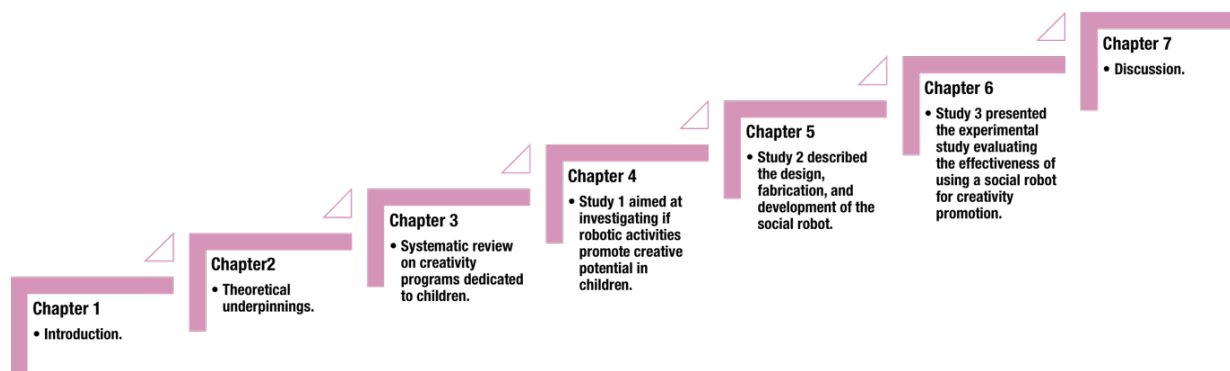 Chapter 1
• Introduction.
Chapter2
• Theoretical
underpinnings.
Chapter 3
• Systematic review
on creativity
programs dedicated
to children.
Chapter 4
• Study 1 aimed at
investigating if
robotic activities
promote creative
potential in
children.
Chapter 5
• Study 2 described
the design,
fabrication, and
development of the
social robot.
Chapter 6
• Study 3 presented
the experimental
study evaluating
the effectiveness of
using a social robot
for creativity
promotion.
Chapter 7
• Discussion.